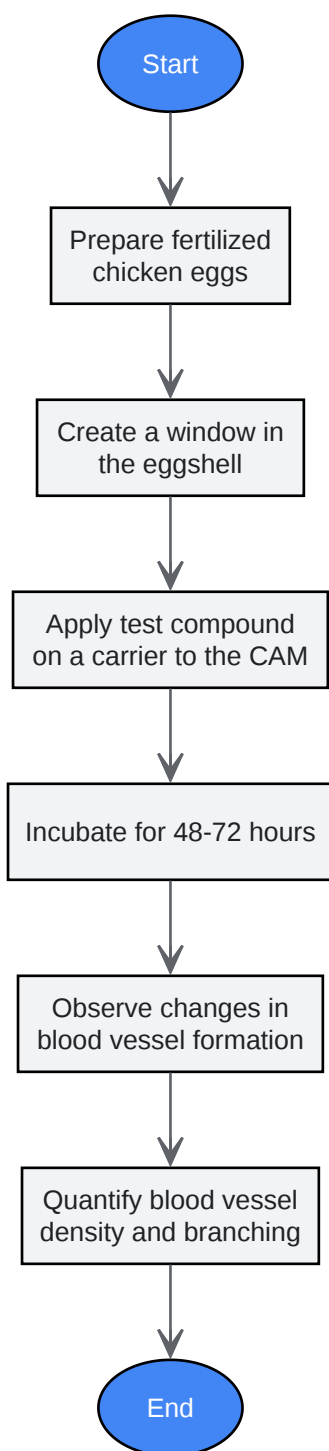 Start
Prepare fertilized
chicken eggs
Create a window in
the eggshell
Apply test compound
on a carrier to the CAM
Incubate for 48-72 hours
Observe changes in
blood vessel formation
Quantify blood vessel
density and branching
End